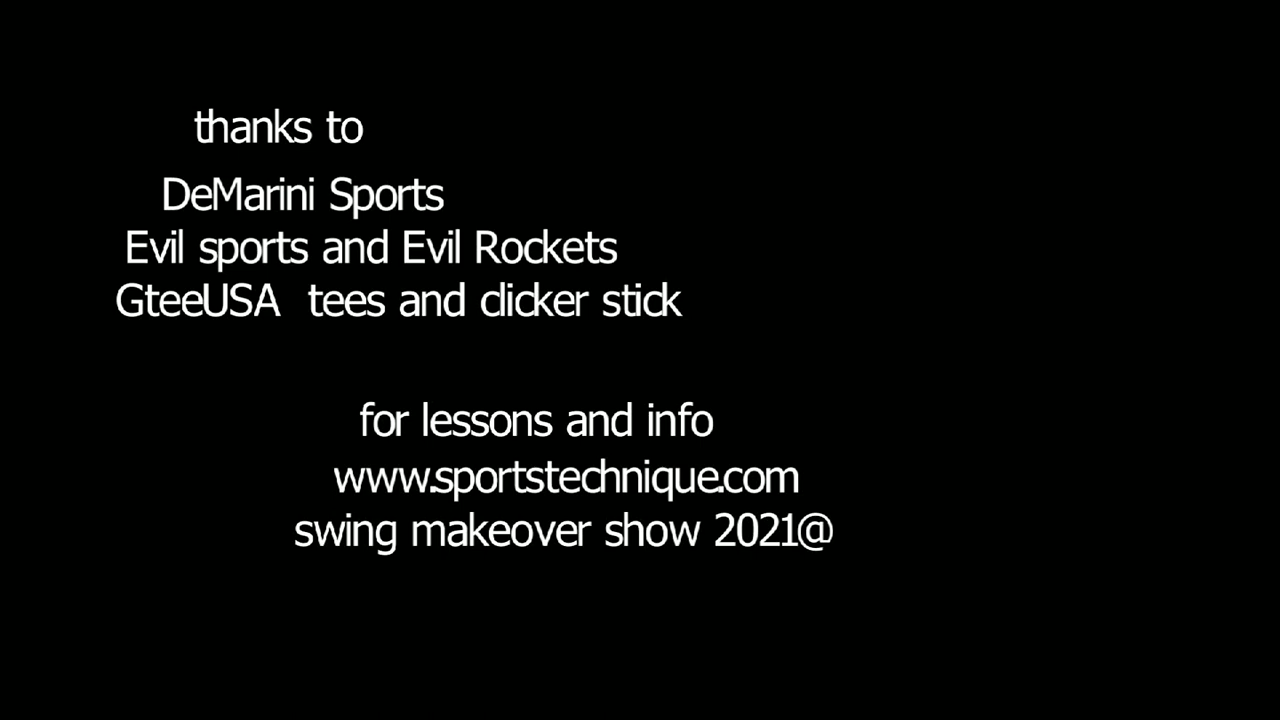 thanks to
DeMarini Sports
Evil sports and Evil Rockets
GteeUSA  tees and clicker stick
for lessons and info
www.sportstechnique.com
swing makeover show 2021@